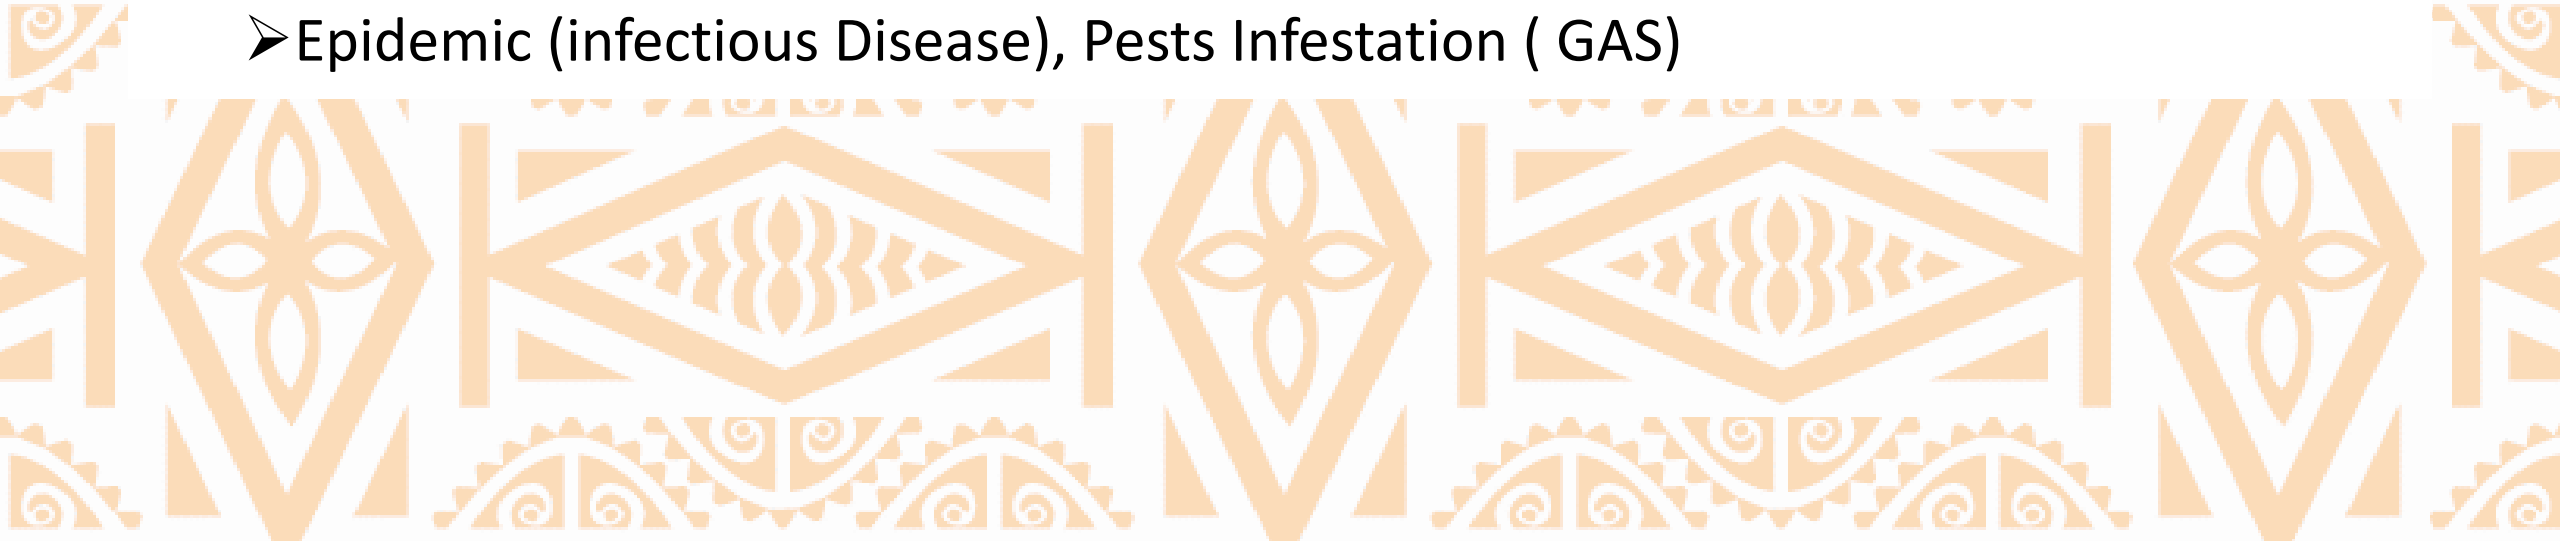 ➢Epidemic (infectious Disease), Pests Infestation ( GAS)